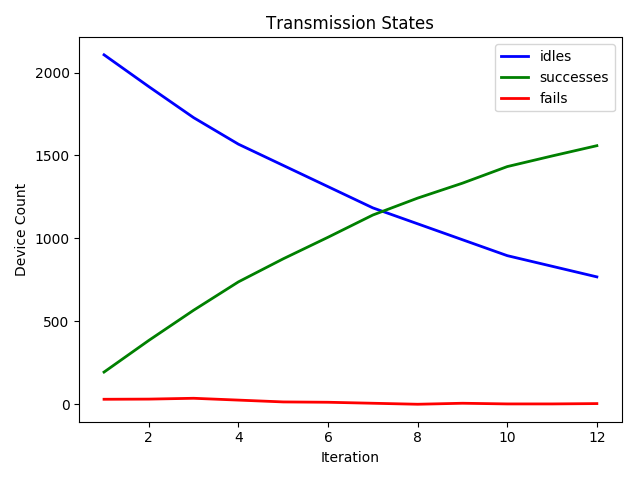 Transmission States
idles
successes
fails
Device Count
2000
1500
1000
500
0
2 4 6 8 10 12
Iteration